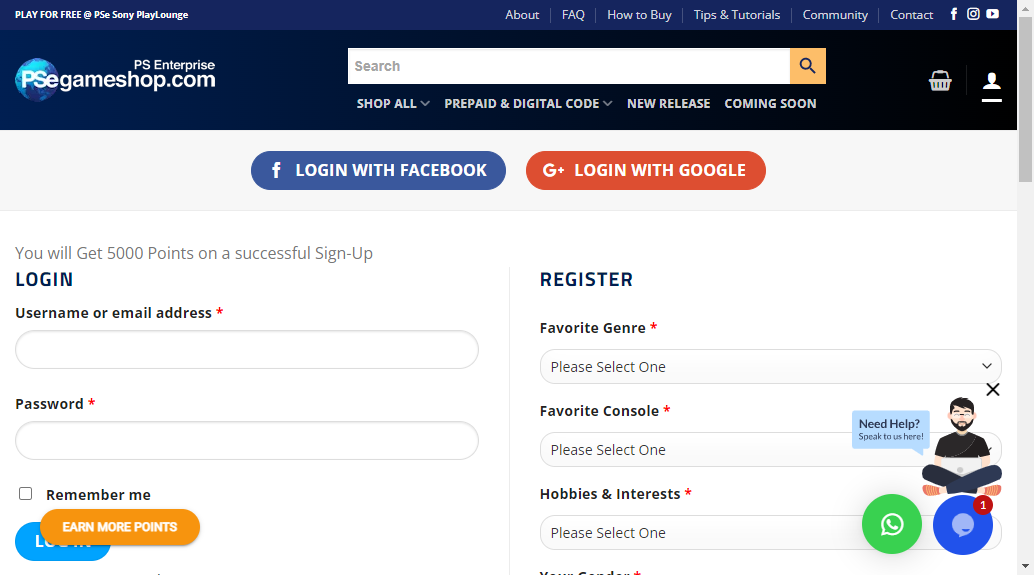 PLAY FOR FREE @ PSe Sony PlayLounge
About FAQ How to Buy Tips & Tutorials Community Contact
PS Enterprise
PSegameshop.com
Search
SHOP ALL PREPAID & DIGITAL CODE NEW RELEASE COMING SOON
LOGIN WITH FACEBOOK
G+ LOGIN WITH GOOGLE
You will Get 5000 Points on a successful Sign-Up
LOGIN
Username or email address *
Password *
Remember me
EARN MORE POINTS
REGISTER
Favorite Genre *
Please Select One
Favorite Console *
Please Select One
Need Help?
Speak to us here!
Hobbies & Interests *
Please Select One
1